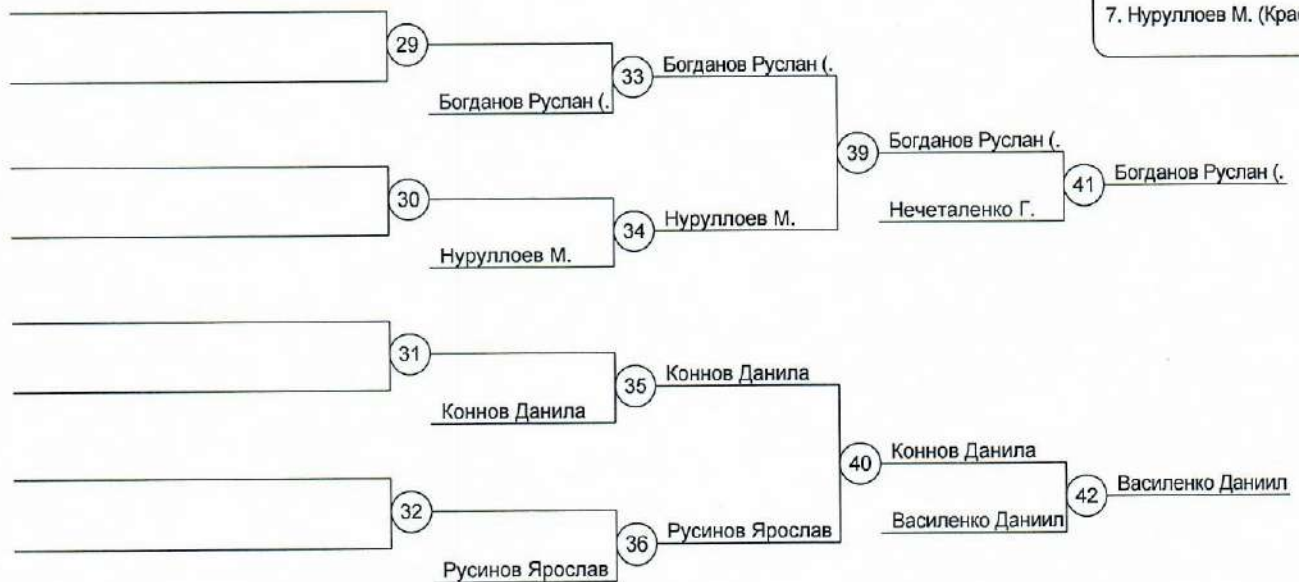 7. Нуруллоев М.
29
33
Богданов Руслан (.
Богданов Руслан (.
39
Богданов Руслан (.
41
Богданов Руслан (.
30
Нечеталенко Г.
34
Нуруллоев М.
Нуруллоев М.
31
35
Коннов Данила
Коннов Данила
40
Коннов Данила
42
Василенко Даниил
32
Василенко Даниил
36
Русинов Ярослав
Русинов Ярослав